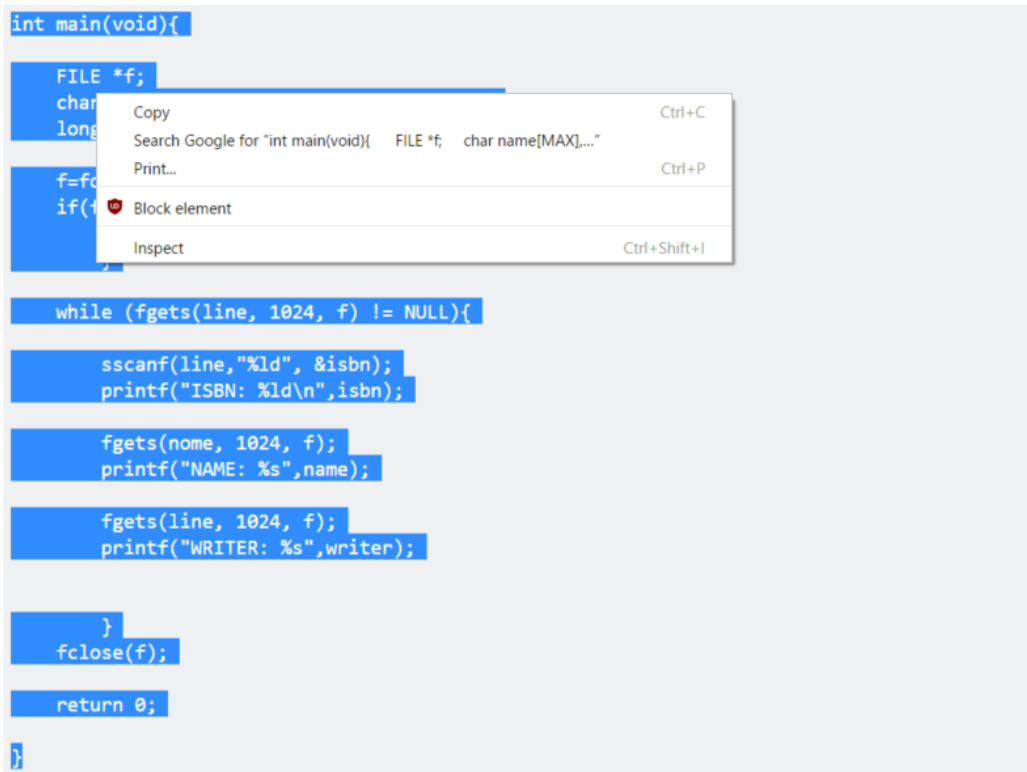 int main(void){
FILE *f;
char
long
Copy Ctrl+C
Search Google for “int main(void){ FILE *f; char name[MAX],...”
Print... Ctrl+P
Block element
Inspect Ctrl+Shift+I
while (fgets(line, 1024, f) != NULL){
sscanf(line,"%ld", &isbn);
printf("ISBN: %ld\n",isbn);
fgets(nome, 1024, f);
printf("NAME: %s",name);
fgets(line, 1024, f);
printf("WRITER: %s",writer);
}
fclose(f);
return 0;
}